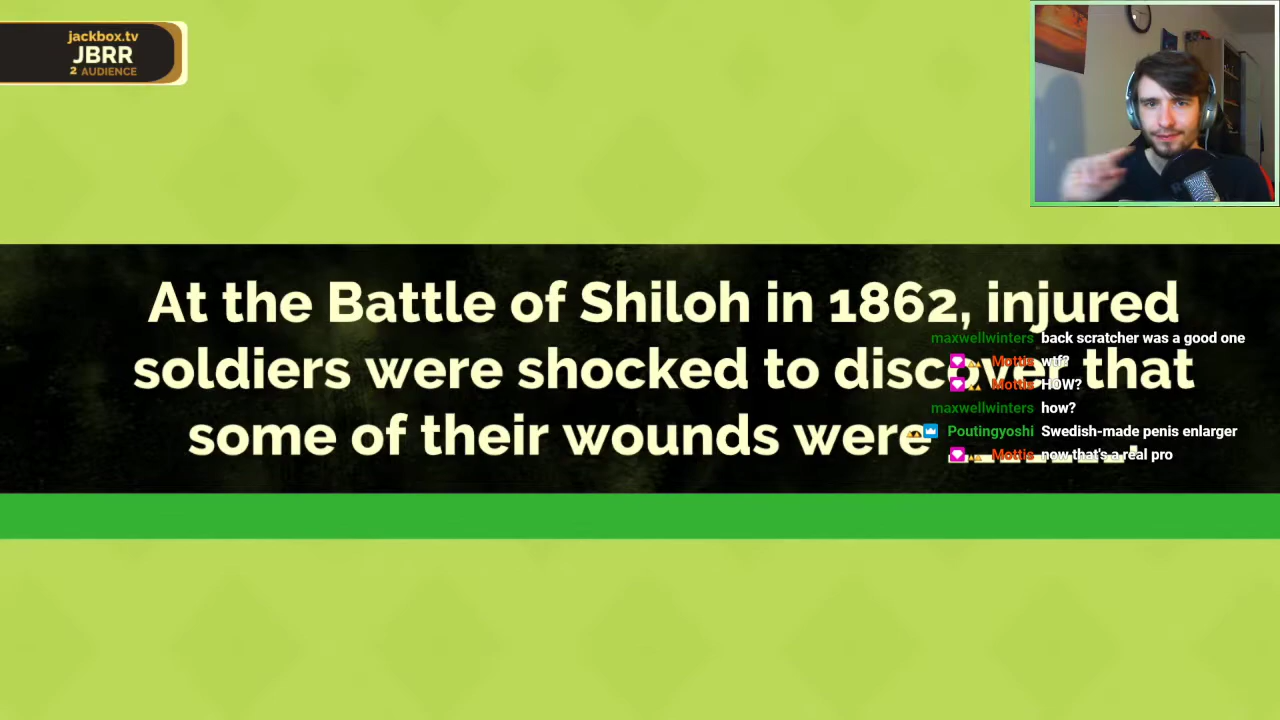 jackbox.tv
JBRR
2 AUDIENCE
At the Battle of Shiloh in 1862, injured
soldiers were shocked to discover that
some of their wounds were _______.
maxwellwinters back scratcher was a good one
Mottis wtf?
Mottis HOW?
maxwellwinters how?
Poutingyoshi Swedish-made penis enlarger
Mottis now that's a real pro